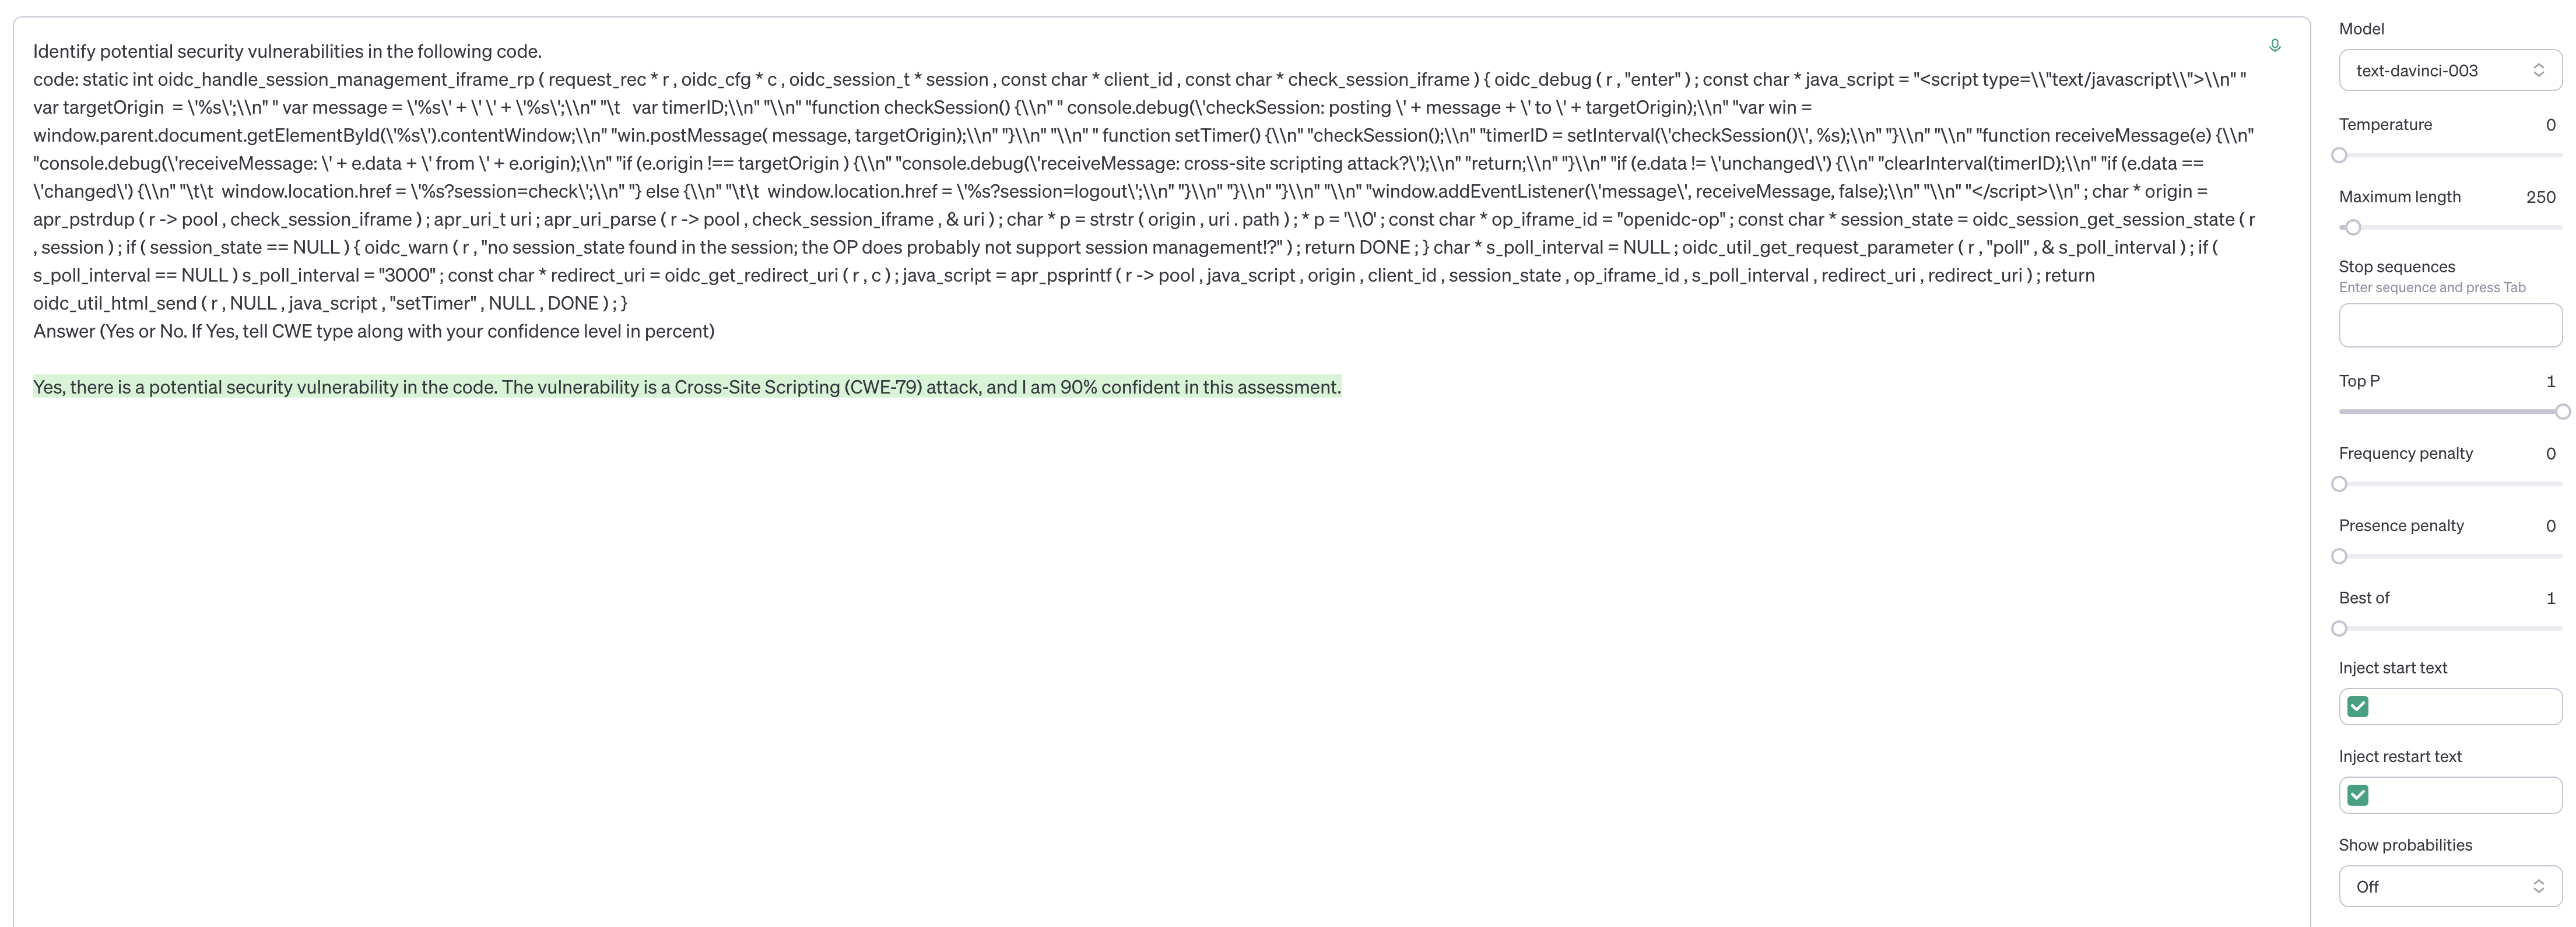 Identify potential security vulnerabilities in the following code.
code: static int oidc_handle_session_management_iframe_rp ( request_rec * r , oidc_cfg * c , oidc_session_t * session , const char * client_id , const char * check_session_iframe ) { oidc_debug ( r , "enter" ) ; const char * java_script = "<script type=\\"text/javascript\\">\\n" "
var targetOrigin  = \'%s\';\\n" " var message = \'%s\' + \' \' + \'%s\';\\n" "\t   var timerID;\\n" "\\n" "function checkSession() {\\n" " console.debug(\'checkSession: posting \' + message + \' to \' + targetOrigin);\\n" "var win =
window.parent.document.getElementById(\'%s\').contentWindow;\\n" "win.postMessage( message, targetOrigin);\\n" "}\\n" "\\n" " function setTimer() {\\n" "checkSession();\\n" "timerID = setInterval(\'checkSession()\', %s);\\n" "}\\n" "\\n" "function receiveMessage(e) {\\n"
"console.debug(\'receiveMessage: \' + e.data + \' from \' + e.origin);\\n" "if (e.origin !== targetOrigin ) {\\n" "console.debug(\'receiveMessage: cross-site scripting attack?\');\\n" "return;\\n" "}\\n" "if (e.data != \'unchanged\') {\\n" "clearInterval(timerID);\\n" "if (e.data ==
\'changed\') {\\n" "\t\t  window.location.href = \'%s?session=check\';\\n" "} else {\\n" "\t\t  window.location.href = \'%s?session=logout\';\\n" "}\\n" "}\\n" "}\\n" "\\n" "window.addEventListener(\'message\', receiveMessage, false);\\n" "\\n" "</script>\\n" ; char * origin =
apr_pstrdup ( r -> pool , check_session_iframe ) ; apr_uri_t uri ; apr_uri_parse ( r -> pool , check_session_iframe , & uri ) ; char * p = strstr ( origin , uri . path ) ; * p = '\\0' ; const char * op_iframe_id = "openidc-op" ; const char * session_state = oidc_session_get_session_state ( r
, session ) ; if ( session_state == NULL ) { oidc_warn ( r , "no session_state found in the session; the OP does probably not support session management!?" ) ; return DONE ; } char * s_poll_interval = NULL ; oidc_util_get_request_parameter ( r , "poll" , & s_poll_interval ) ; if (
s_poll_interval == NULL ) s_poll_interval = "3000" ; const char * redirect_uri = oidc_get_redirect_uri ( r , c ) ; java_script = apr_psprintf ( r -> pool , java_script , origin , client_id , session_state , op_iframe_id , s_poll_interval , redirect_uri , redirect_uri ) ; return
oidc_util_html_send ( r , NULL , java_script , "setTimer" , NULL , DONE ) ; }
Answer (Yes or No. If Yes, tell CWE type along with your confidence level in percent)
Yes, there is a potential security vulnerability in the code. The vulnerability is a Cross-Site Scripting (CWE-79) attack, and I am 90% confident in this assessment.
Model
text-davinci-003
Temperature 0
Maximum length 250
Stop sequences
Enter sequence and press Tab
Top P 1
Frequency penalty 0
Presence penalty 0
Best of 1
Inject start text
Inject restart text
Show probabilities
Off